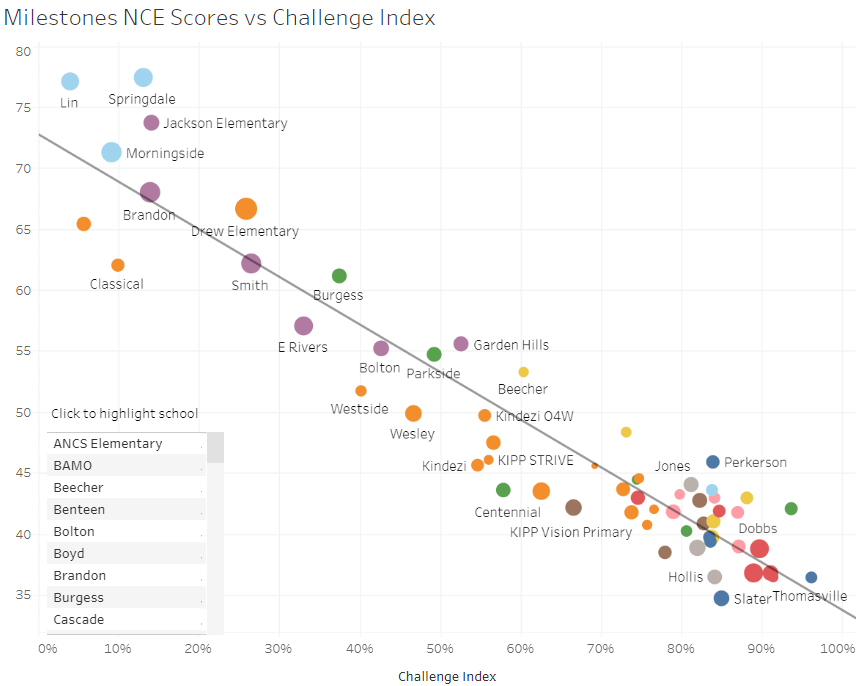 Milestones NCE Scores vs Challenge Index
80
Lin
Springdale
75
Jackson Elementary
Morningside
70
Brandon
65
Drew Elementary
Classical
Smith
60
Burgess
E Rivers
55
Garden Hills
Bolton
Parkside
Beecher
Westside
50
Kindezi O4W
Wesley
Kindezi
KIPP STRIVE
Jones
Perkerson
45
Centennial
KIPP Vision Primary
Dobbs
40
Hollis
35
Slater
Thomasville
Click to highlight school
ANCS Elementary
BAMO
Beecher
Benteen
Bolton
Boyd
Brandon
Burgess
Cascade
0%
10%
20%
30%
40%
50%
60%
70%
80%
90%
100%
Challenge Index